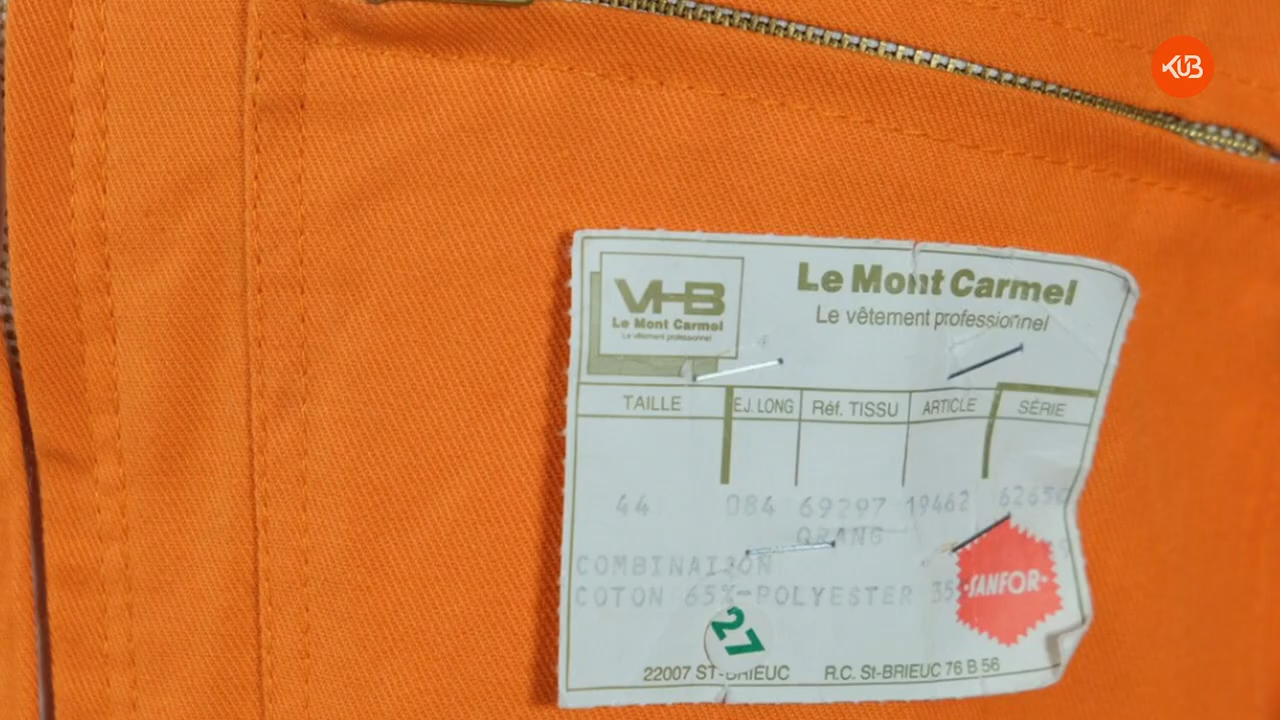 KUB
VHB
Le Mont Carmel
Le vêtement professionnel
Le Mont Carmel
Le vêtement professionnel
TAILLE EJ. LONG Réf. TISSU ARTICLE SÉRIE
44 084 69297 19462
ORANG
COMBINAISON
COTON 65%-POLYESTER 35
SANFOR
27
22007 ST-BRIEUC R.C. St-BRIEUC 76 B 56